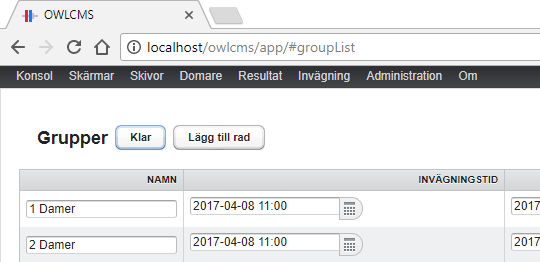 OWLCMS
localhost/owlcms/app/#groupList
Konsol Skärmar Skivor Domare Resultat Invägning Administration Om
Grupper Klar Lägg till rad
NAMN INVÄGNINGSTID
1 Damer 2017-04-08 11:00 2017
2 Damer 2017-04-08 11:00 2017